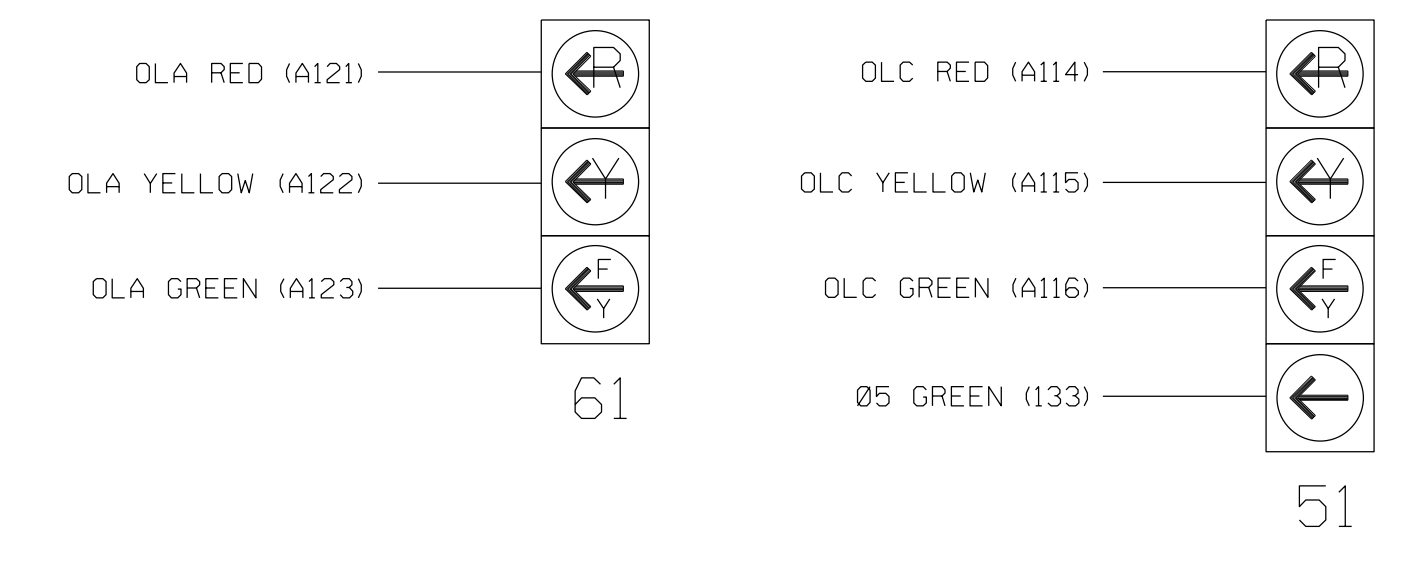 OLA RED (A121)
R
OLA YELLOW (A122)
Y
OLA GREEN (A123)
F
Y
61
OLC RED (A114)
R
OLC YELLOW (A115)
Y
OLC GREEN (A116)
F
Y
Ø5 GREEN (133)
51